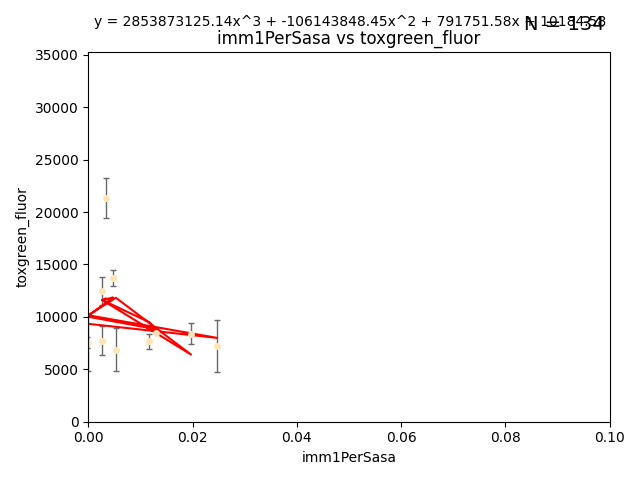 y = 2853873125.14x^3 + -106143848.45x^2 + 791751.58x + 10184.58
N = 134
imm1PerSasa vs toxgreen_fluor
35000
30000
25000
20000
15000
10000
5000
0
toxgreen_fluor
0.00 0.02 0.04 0.06 0.08 0.10
imm1PerSasa